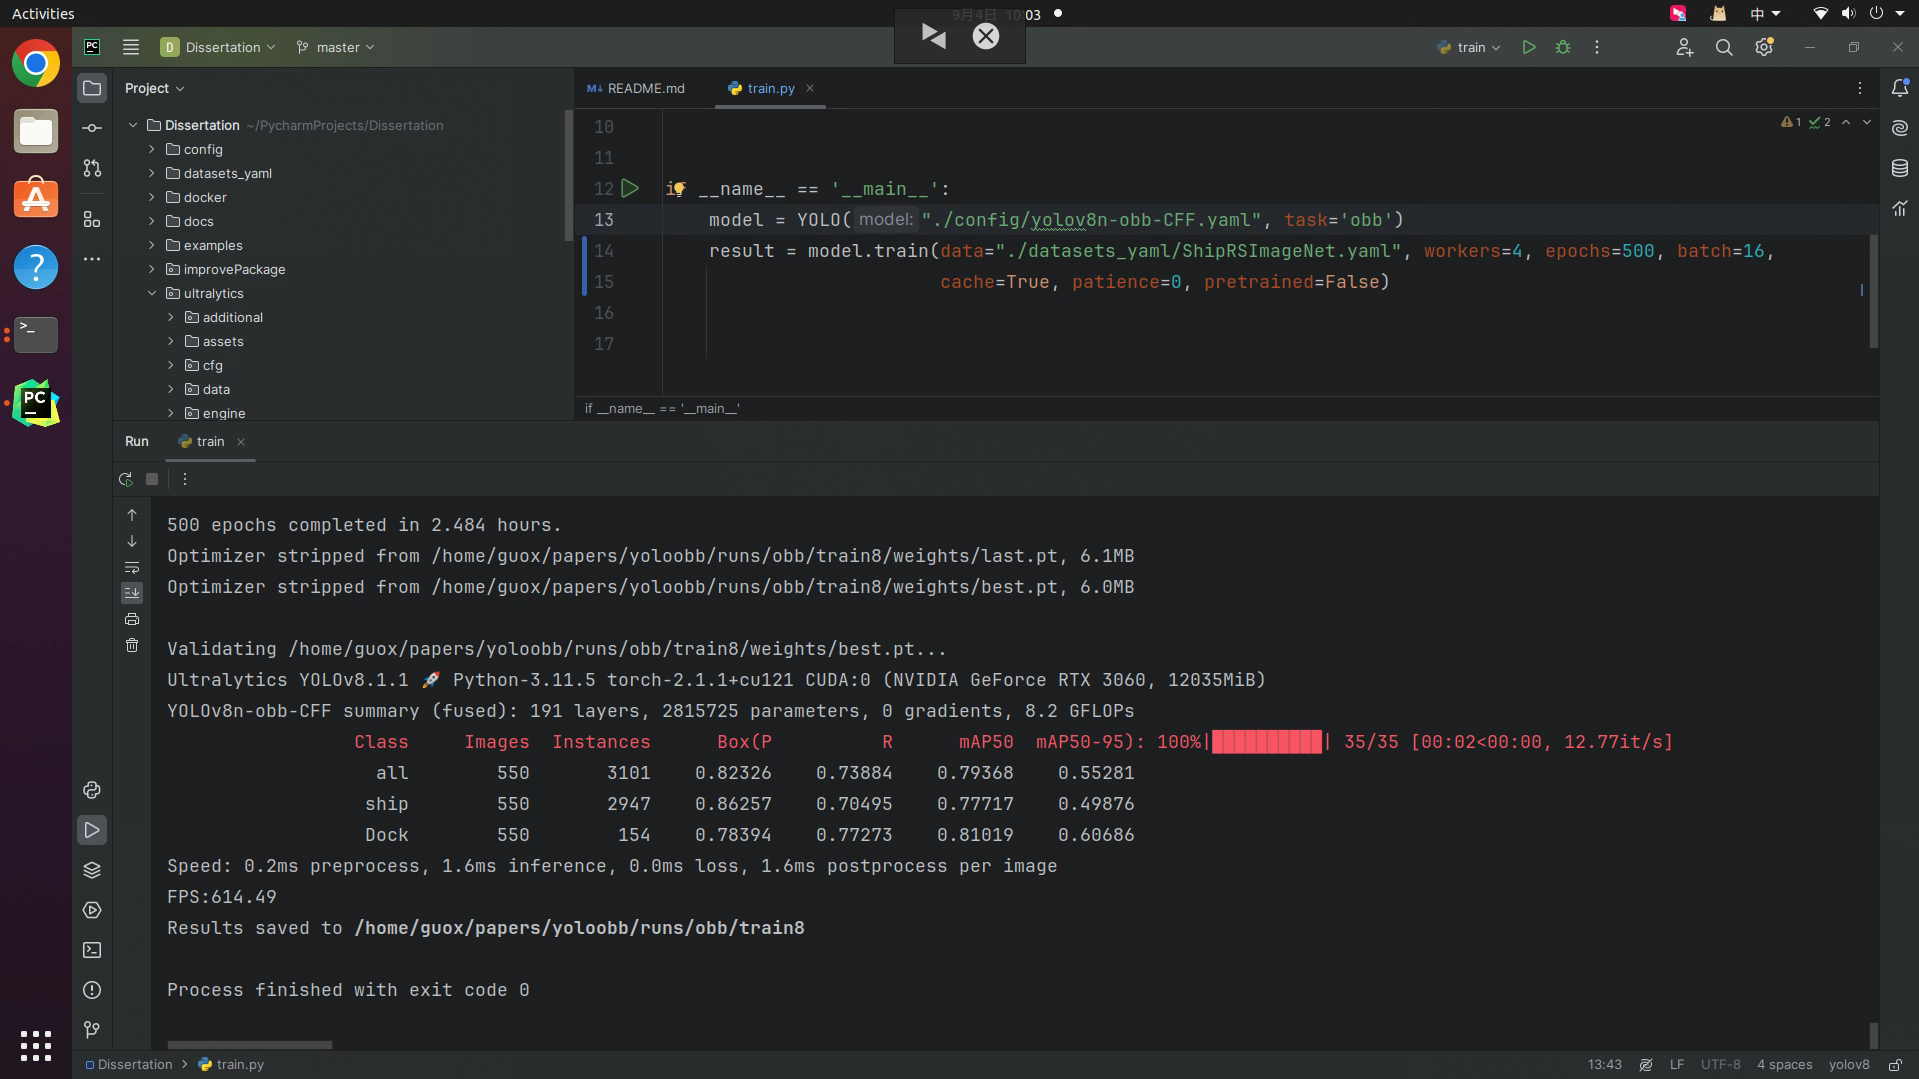 Activities
9月4日 10:03
中
PC
D Dissertation
master
train
Project
Dissertation ~/PycharmProjects/Dissertation
config
datasets_yaml
docker
docs
examples
improvePackage
ultralytics
additional
assets
cfg
data
engine
M↓ README.md
train.py
1 2
10
11
12 if __name__ == '__main__':
13 model = YOLO( model: "./config/yolov8n-obb-CFF.yaml", task='obb')
14 result = model.train(data="./datasets_yaml/ShipRSImageNet.yaml", workers=4, epochs=500, batch=16,
15 cache=True, patience=0, pretrained=False)
16
17
if __name__ == '__main__'
Run train
500 epochs completed in 2.484 hours.
Optimizer stripped from /home/guox/papers/yoloobb/runs/obb/train8/weights/last.pt, 6.1MB
Optimizer stripped from /home/guox/papers/yoloobb/runs/obb/train8/weights/best.pt, 6.0MB
Validating /home/guox/papers/yoloobb/runs/obb/train8/weights/best.pt...
Ultralytics YOLOv8.1.1 🚀 Python-3.11.5 torch-2.1.1+cu121 CUDA:0 (NVIDIA GeForce RTX 3060, 12035MiB)
YOLOv8n-obb-CFF summary (fused): 191 layers, 2815725 parameters, 0 gradients, 8.2 GFLOPs
Class Images Instances Box(P R mAP50 mAP50-95): 100%|██████████| 35/35 [00:02<00:00, 12.77it/s]
all 550 3101 0.82326 0.73884 0.79368 0.55281
ship 550 2947 0.86257 0.70495 0.77717 0.49876
Dock 550 154 0.78394 0.77273 0.81019 0.60686
Speed: 0.2ms preprocess, 1.6ms inference, 0.0ms loss, 1.6ms postprocess per image
FPS:614.49
Results saved to /home/guox/papers/yoloobb/runs/obb/train8
Process finished with exit code 0
Dissertation > train.py
13:43 LF UTF-8 4 spaces yolov8